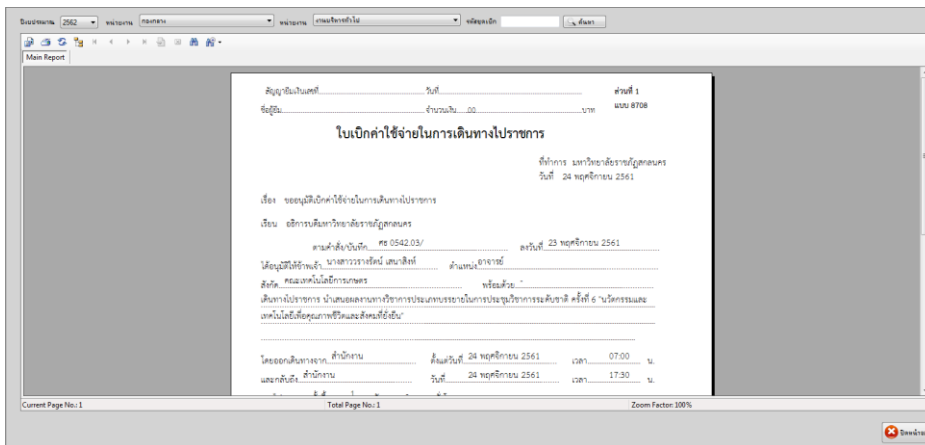 ปีงบประมาณ 2562 หน่วยงาน กองกลาง หน่วยงาน งานบริหารทั่วไป รหัสชุดเบิก ค้นหา
Main Report
สัญญายืมเงินเลขที่ วันที่ ส่วนที่ 1
ชื่อผู้ยืม จำนวนเงิน .00 บาท แบบ 8708
ใบเบิกค่าใช้จ่ายในการเดินทางไปราชการ
ที่ทำการ มหาวิทยาลัยราชภัฏสกลนคร
วันที่ 24 พฤศจิกายน 2561
เรื่อง ขออนุมัติเบิกค่าใช้จ่ายในการเดินทางไปราชการ
เรียน อธิการบดีมหาวิทยาลัยราชภัฏสกลนคร
ตามคำสั่ง/บันทึก ศธ 0542.03/ ลงวันที่ 23 พฤศจิกายน 2561
ได้อนุมัติให้ข้าพเจ้า นางสาววรางรัตน์ เสนาสิงห์ ตำแหน่ง อาจารย์
สังกัด คณะเทคโนโลยีการเกษตร พร้อมด้วย "
เดินทางไปราชการ นำเสนอผลงานทางวิชาการประเภทบรรยายในการประชุมวิชาการระดับชาติ ครั้งที่ 6 "นวัตกรรมและ
เทคโนโลยีเพื่อคุณภาพชีวิตและสังคมที่ยั่งยืน"
โดยออกเดินทางจาก สำนักงาน ตั้งแต่วันที่ 24 พฤศจิกายน 2561 เวลา 07:00 น.
และกลับถึง สำนักงาน วันที่ 24 พฤศจิกายน 2561 เวลา 17:30 น.
Current Page No.: 1 Total Page No.: 1 Zoom Factor: 100%